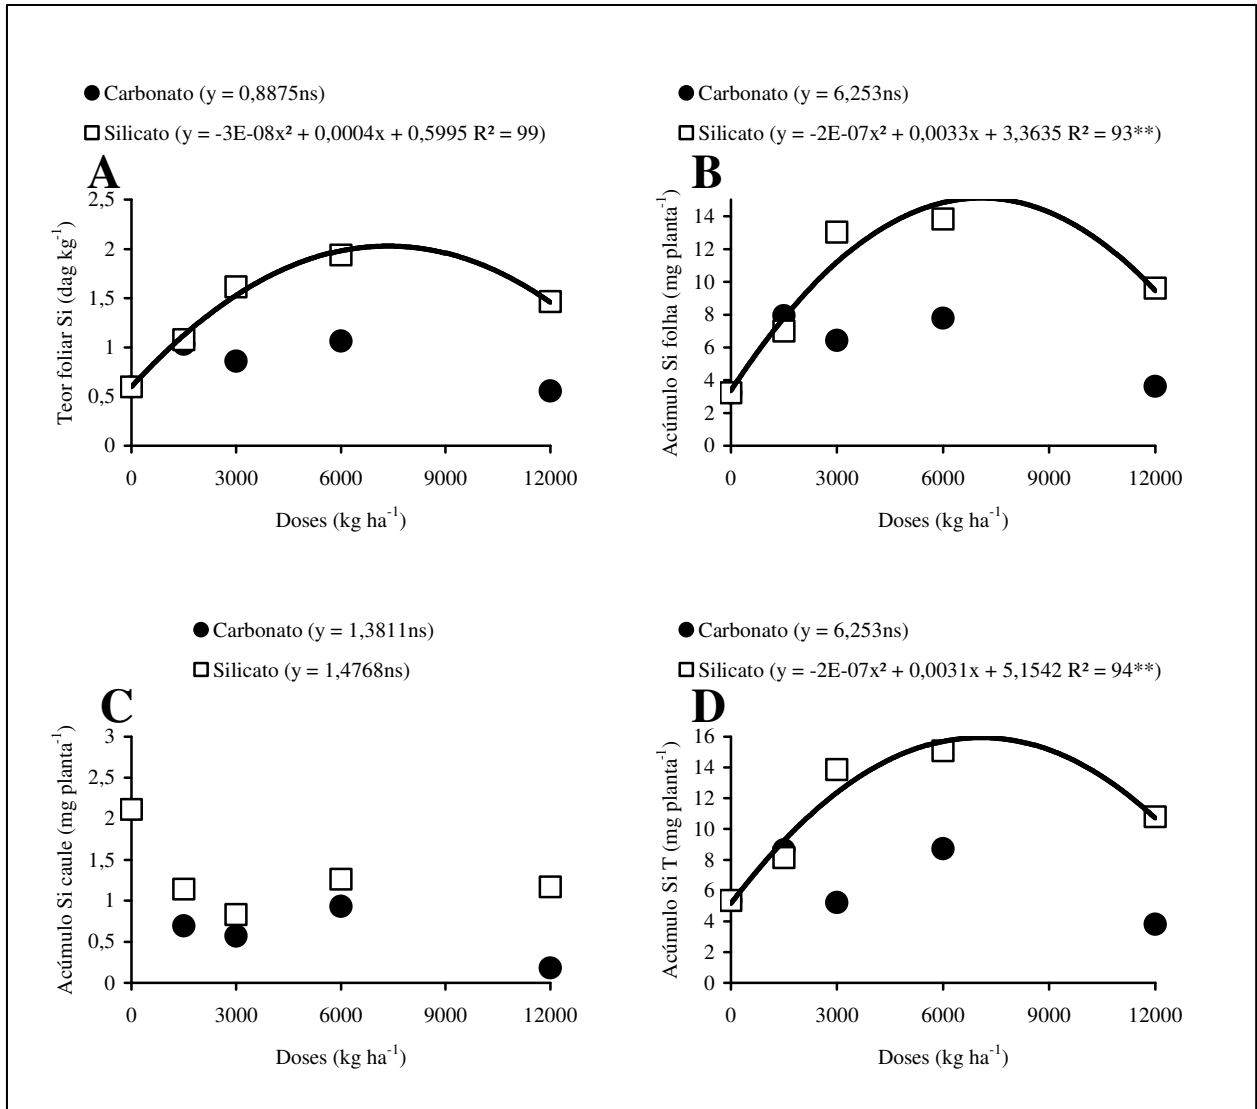 Carbonato (y = 0,8875ns)
Silicato (y = -3E-08x² + 0,0004x + 0,5995 R² = 99)
A
Teor foliar Si (dag kg⁻¹)
2,5
2
1,5
1
0,5
0
0 3000 6000 9000 12000
Doses (kg ha⁻¹)
Carbonato (y = 6,253ns)
Silicato (y = -2E-07x² + 0,0033x + 3,3635 R² = 93**)
B
Acúmulo Si folha (mg planta⁻¹)
14
12
10
8
6
4
2
0
0 3000 6000 9000 12000
Doses (kg ha⁻¹)
Carbonato (y = 1,3811ns)
Silicato (y = 1,4768ns)
C
Acúmulo Si caule (mg planta⁻¹)
3
2,5
2
1,5
1
0,5
0
0 3000 6000 9000 12000
Doses (kg ha⁻¹)
Carbonato (y = 6,253ns)
Silicato (y = -2E-07x² + 0,0031x + 5,1542 R² = 94**)
D
Acúmulo Si T (mg planta⁻¹)
16
14
12
10
8
6
4
2
0
0 3000 6000 9000 12000
Doses (kg ha⁻¹)